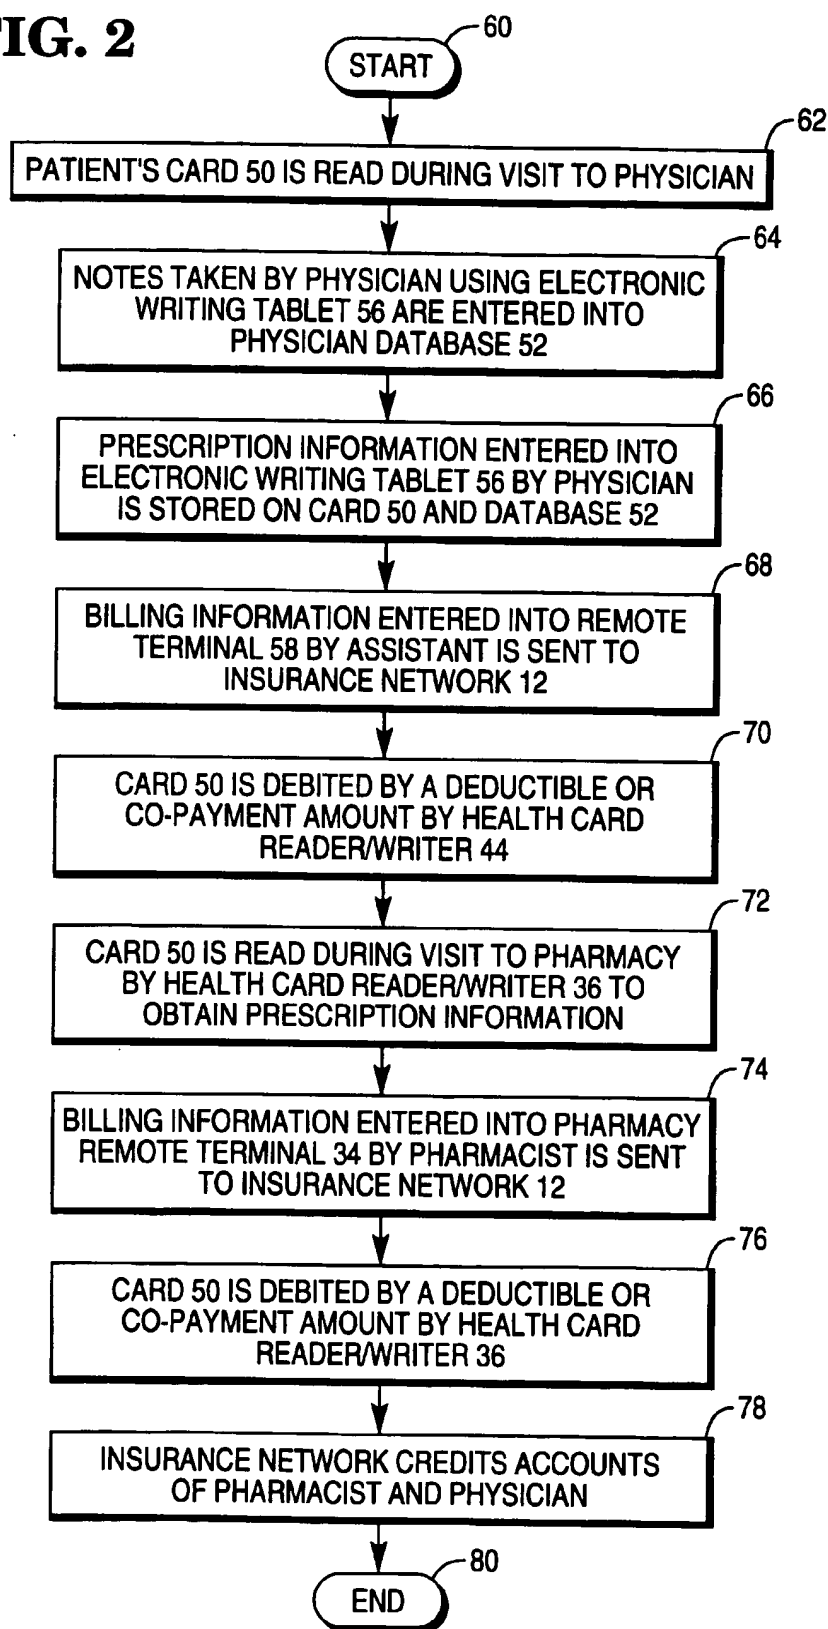 FIG. 2
60
START
62
PATIENT'S CARD 50 IS READ DURING VISIT TO PHYSICIAN
64
NOTES TAKEN BY PHYSICIAN USING ELECTRONIC
WRITING TABLET 56 ARE ENTERED INTO
PHYSICIAN DATABASE 52
66
PRESCRIPTION INFORMATION ENTERED INTO
ELECTRONIC WRITING TABLET 56 BY PHYSICIAN
IS STORED ON CARD 50 AND DATABASE 52
68
BILLING INFORMATION ENTERED INTO REMOTE
TERMINAL 58 BY ASSISTANT IS SENT TO
INSURANCE NETWORK 12
70
CARD 50 IS DEBITED BY A DEDUCTIBLE OR
CO-PAYMENT AMOUNT BY HEALTH CARD
READER/WRITER 44
72
CARD 50 IS READ DURING VISIT TO PHARMACY
BY HEALTH CARD READER/WRITER 36 TO
OBTAIN PRESCRIPTION INFORMATION
74
BILLING INFORMATION ENTERED INTO PHARMACY
REMOTE TERMINAL 34 BY PHARMACIST IS SENT
TO INSURANCE NETWORK 12
76
CARD 50 IS DEBITED BY A DEDUCTIBLE OR
CO-PAYMENT AMOUNT BY HEALTH CARD
READER/WRITER 36
78
INSURANCE NETWORK CREDITS ACCOUNTS
OF PHARMACIST AND PHYSICIAN
80
END